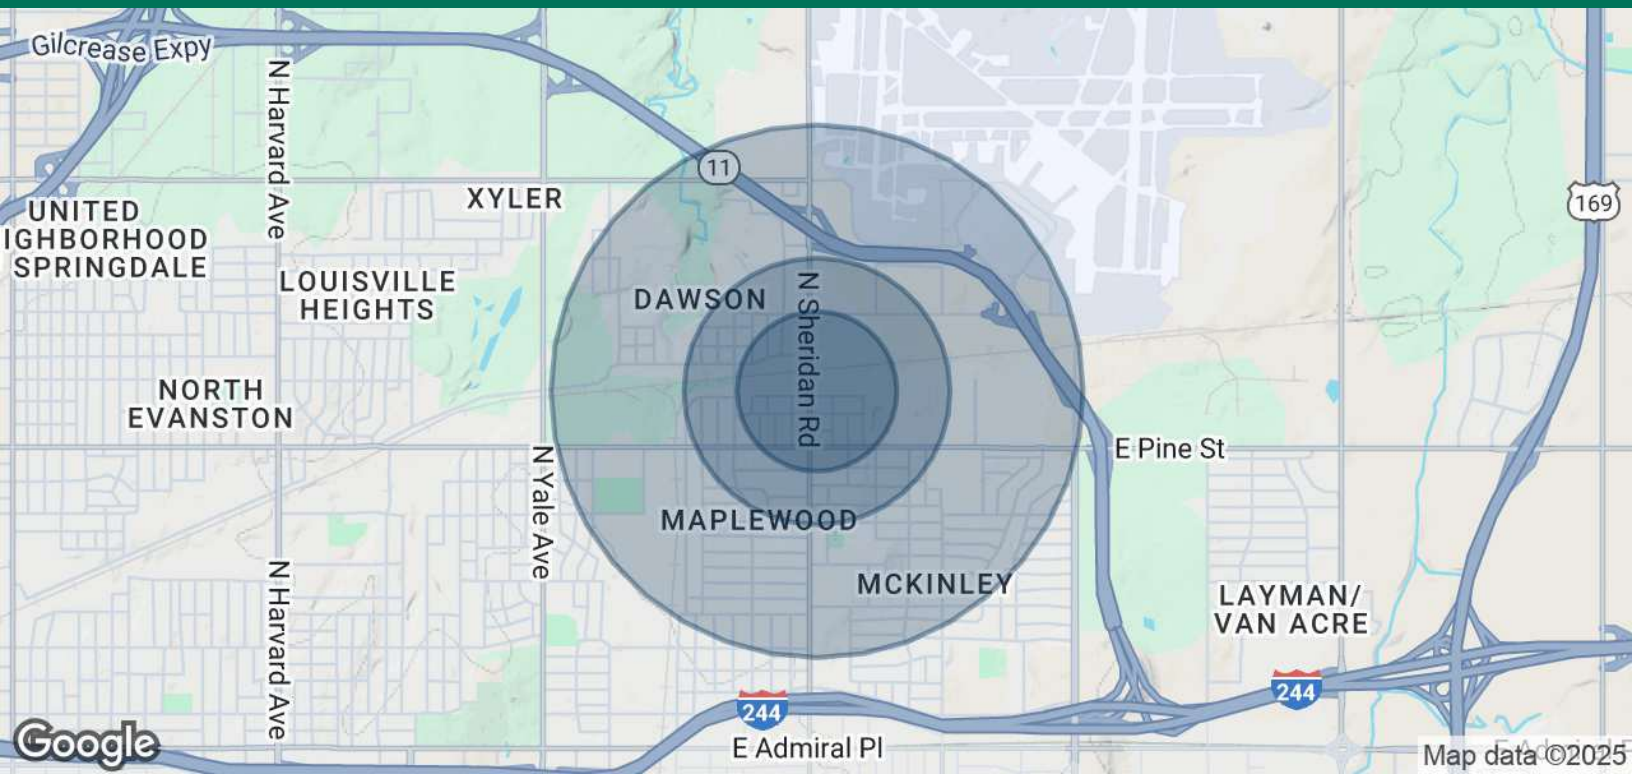 Gilcrease Expy
N Harvard Ave
11
XYLER
169
UNITED
IGHBORHOOD
SPRINGDALE
LOUISVILLE
HEIGHTS
DAWSON
N Sheridan Rd
NORTH
EVANSTON
E Pine St
N Yale Ave
MAPLEWOOD
MCKINLEY
N Harvard Ave
LAYMAN/
VAN ACRE
244
244
E Admiral Pl
Google
Map data ©2025